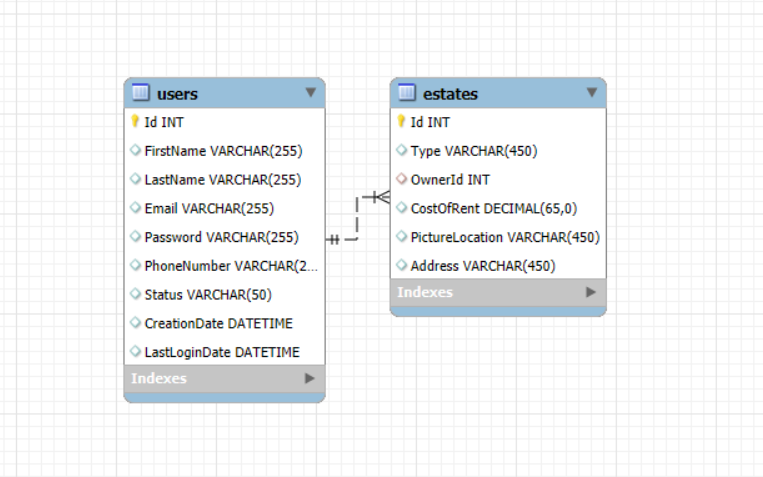 users
Id INT
FirstName VARCHAR(255)
LastName VARCHAR(255)
Email VARCHAR(255)
Password VARCHAR(255)
PhoneNumber VARCHAR(2...
Status VARCHAR(50)
CreationDate DATETIME
LastLoginDate DATETIME
Indexes
estates
Id INT
Type VARCHAR(450)
OwnerId INT
CostOfRent DECIMAL(65,0)
PictureLocation VARCHAR(450)
Address VARCHAR(450)
Indexes